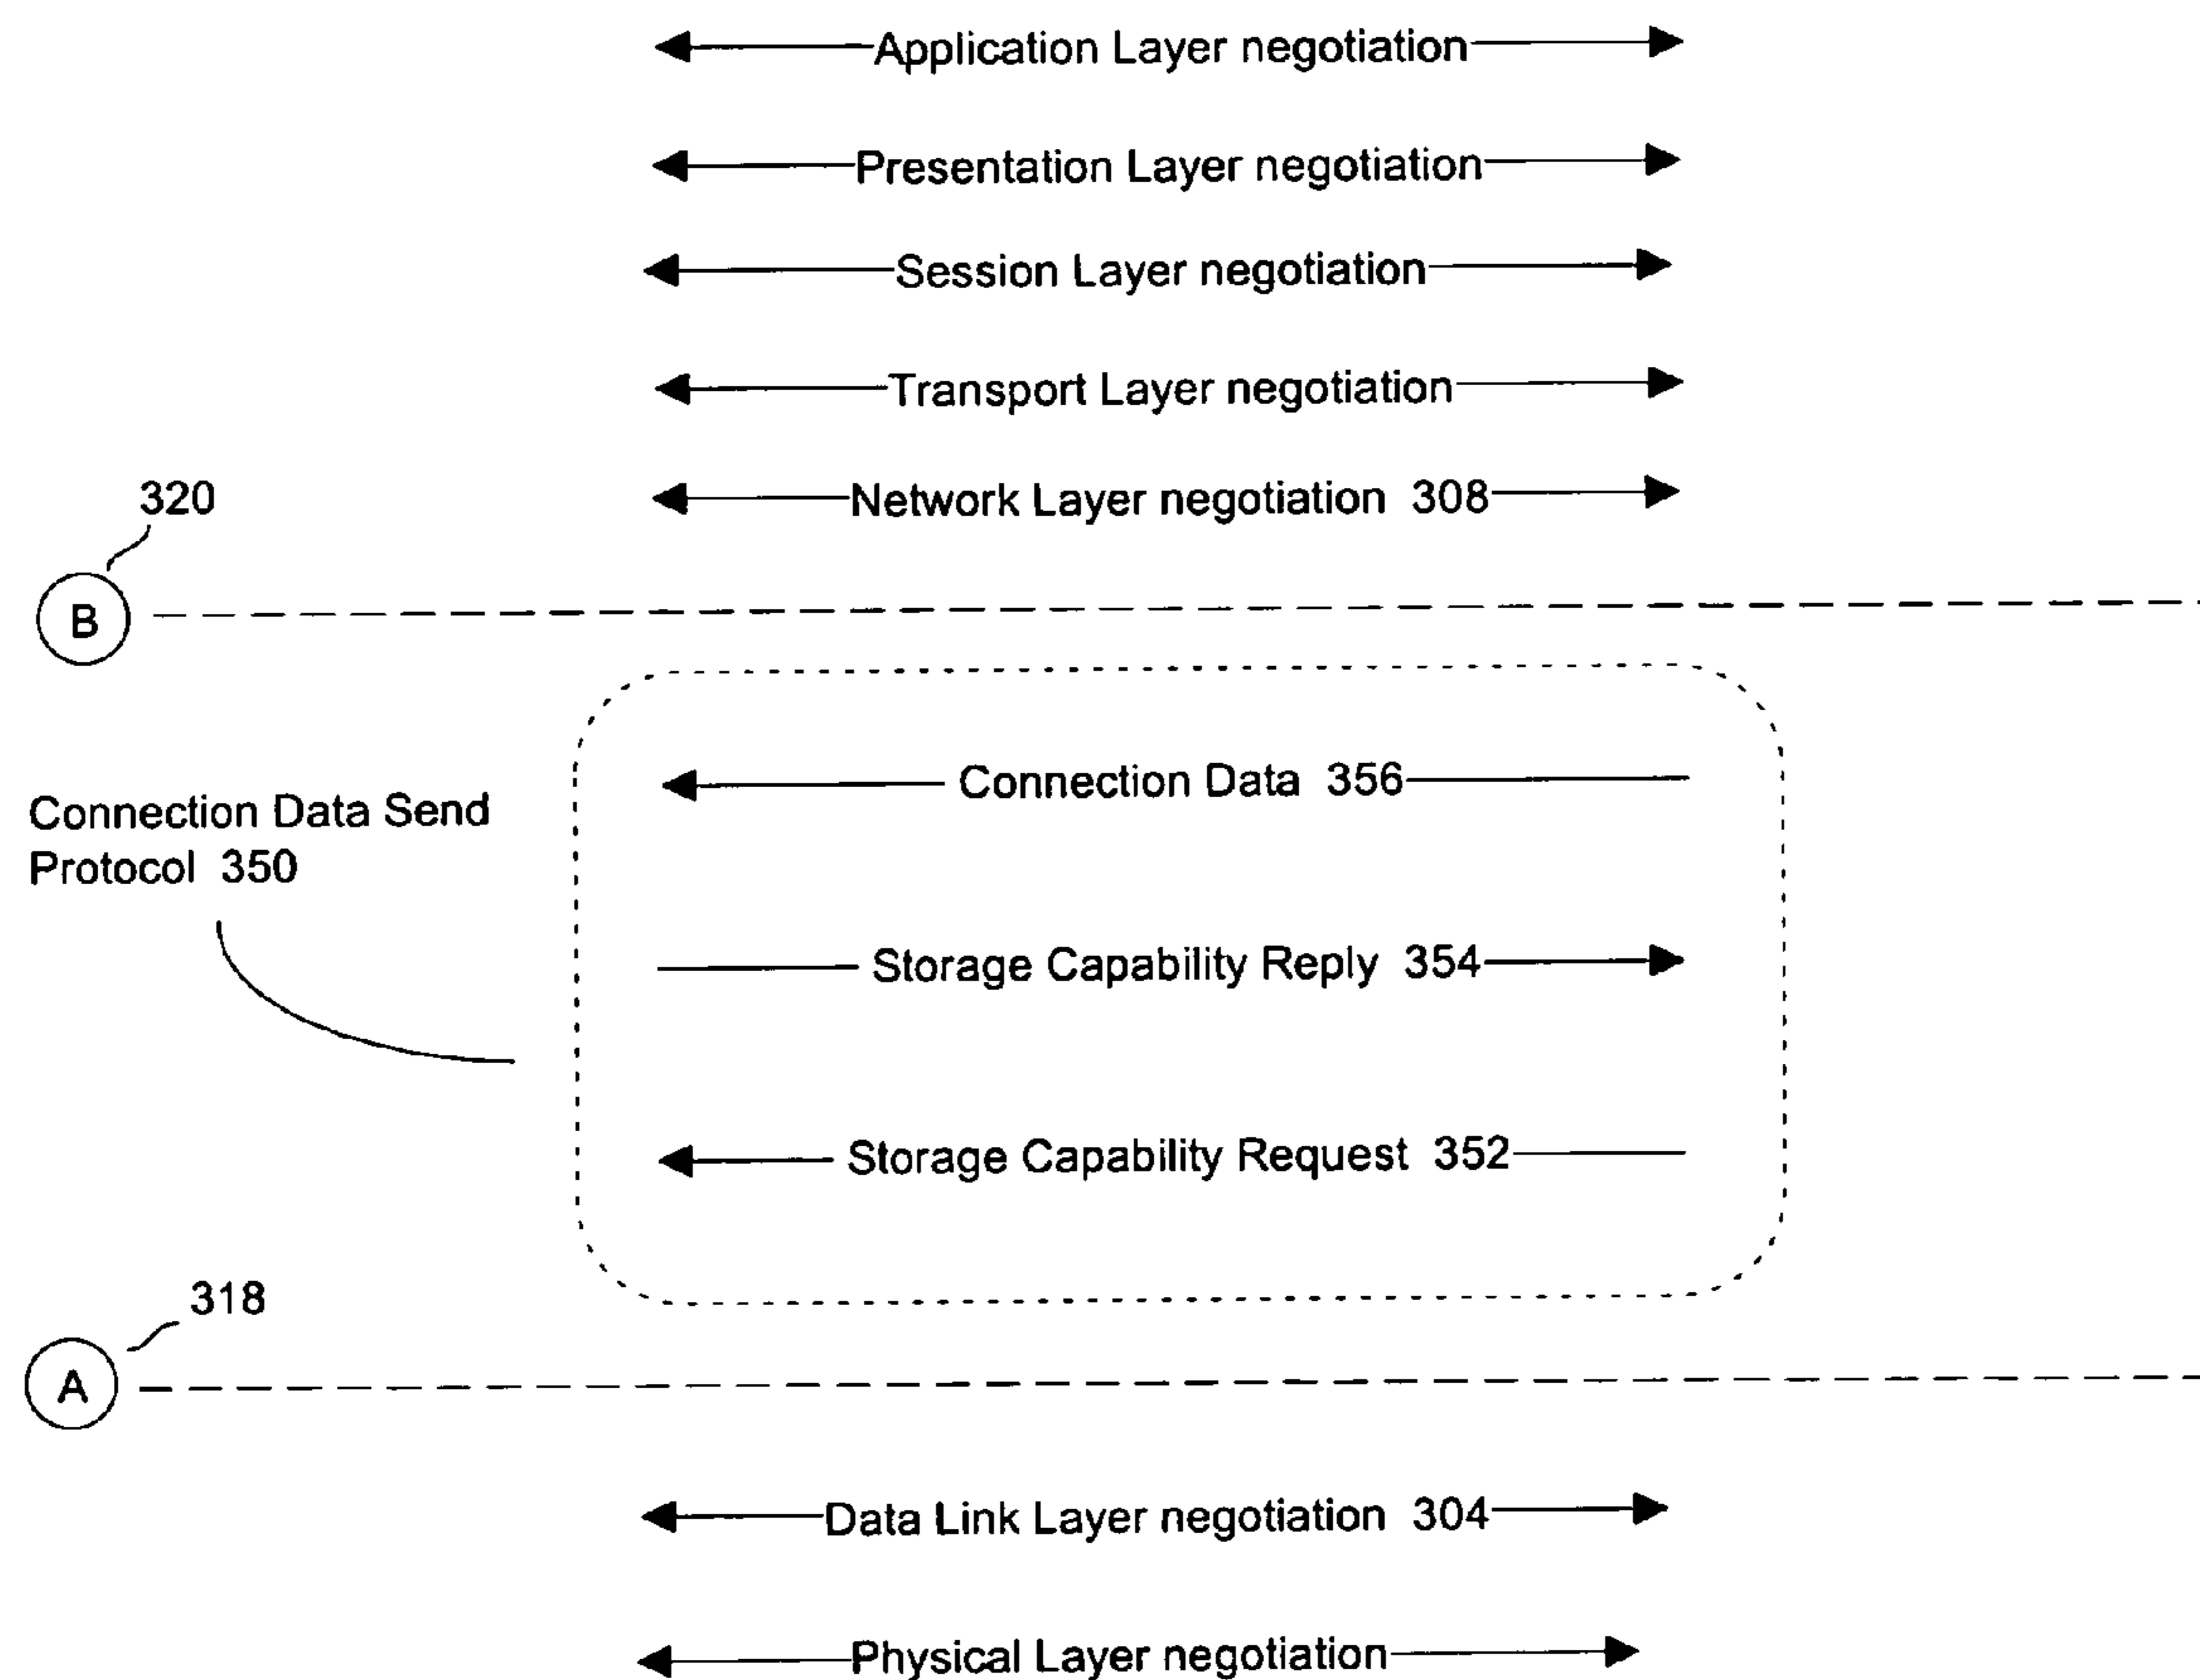 Application Layer negotiation
Presentation Layer negotiation
Session Layer negotiation
Transport Layer negotiation
320
Network Layer negotiation 308
B
Connection Data 356
Connection Data Send
Protocol 350
Storage Capability Reply 354
Storage Capability Request 352
318
A
Data Link Layer negotiation 304
Physical Layer negotiation